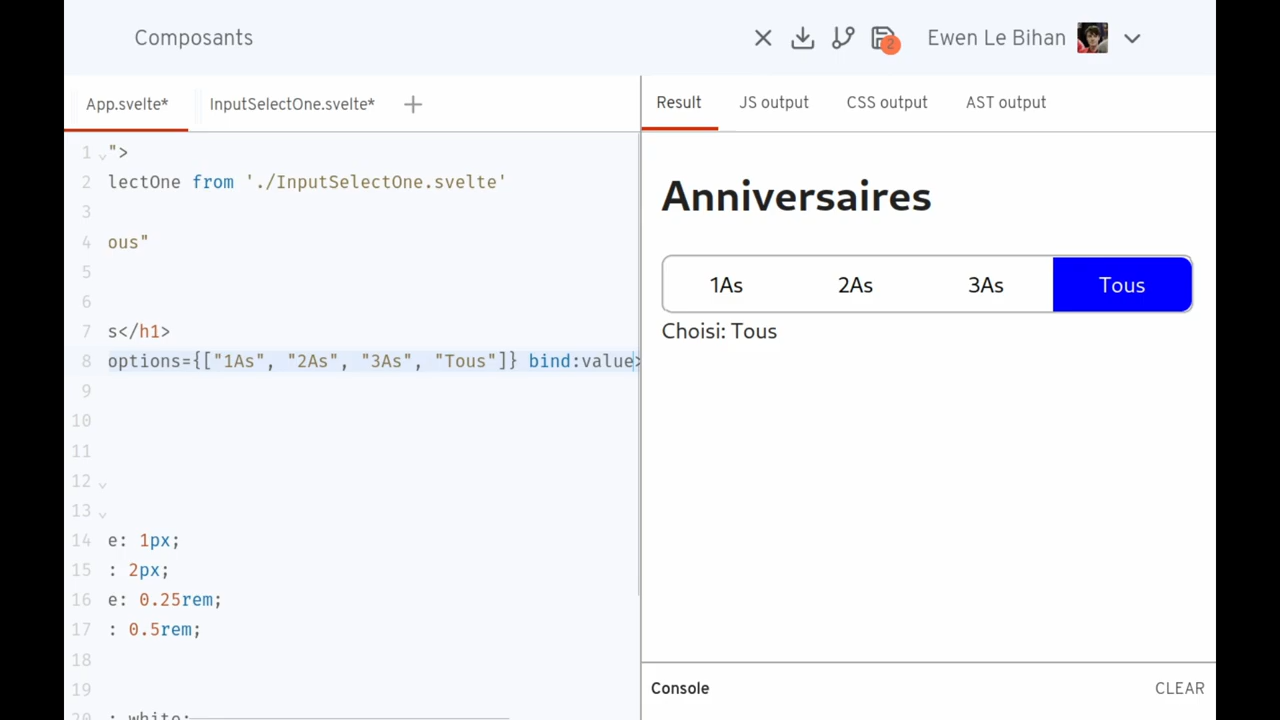 Composants
2
Ewen Le Bihan
App.svelte*
InputSelectOne.svelte*
Result
JS output
CSS output
AST output
1 ">
2 lectOne from './InputSelectOne.svelte'
3
4 ous"
5
6
7 s</h1>
8 options={["1As", "2As", "3As", "Tous"]} bind:value>
9
10
11
12
13
14 e: 1px;
15 : 2px;
16 e: 0.25rem;
17 : 0.5rem;
18
19
20 : white;
Anniversaires
1As
2As
3As
Tous
Choisi: Tous
Console
CLEAR